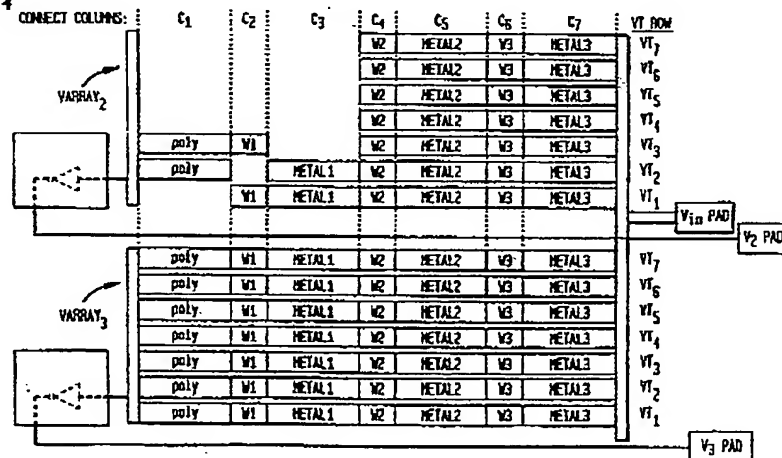 4
CONNECT COLUMNS: C1 C2 C3 C4 C5 C6 C7 VT ROW
W2 METAL2 W3 METAL3 VT7
W2 METAL2 W3 METAL3 VT6
VARRAY2
W2 METAL2 W3 METAL3 VT5
W2 METAL2 W3 METAL3 VT4
poly W1 W2 METAL2 W3 METAL3 VT3
poly METAL1 W2 METAL2 W3 METAL3 VT2
W1 METAL1 W2 METAL2 W3 METAL3 VT1
Vin PAD
V2 PAD
poly W1 METAL1 W2 METAL2 W3 METAL3 VT7
poly W1 METAL1 W2 METAL2 W3 METAL3 VT6
VARRAY3
poly W1 METAL1 W2 METAL2 W3 METAL3 VT5
poly W1 METAL1 W2 METAL2 W3 METAL3 VT4
poly W1 METAL1 W2 METAL2 W3 METAL3 VT3
poly W1 METAL1 W2 METAL2 W3 METAL3 VT2
poly W1 METAL1 W2 METAL2 W3 METAL3 VT1
V3 PAD